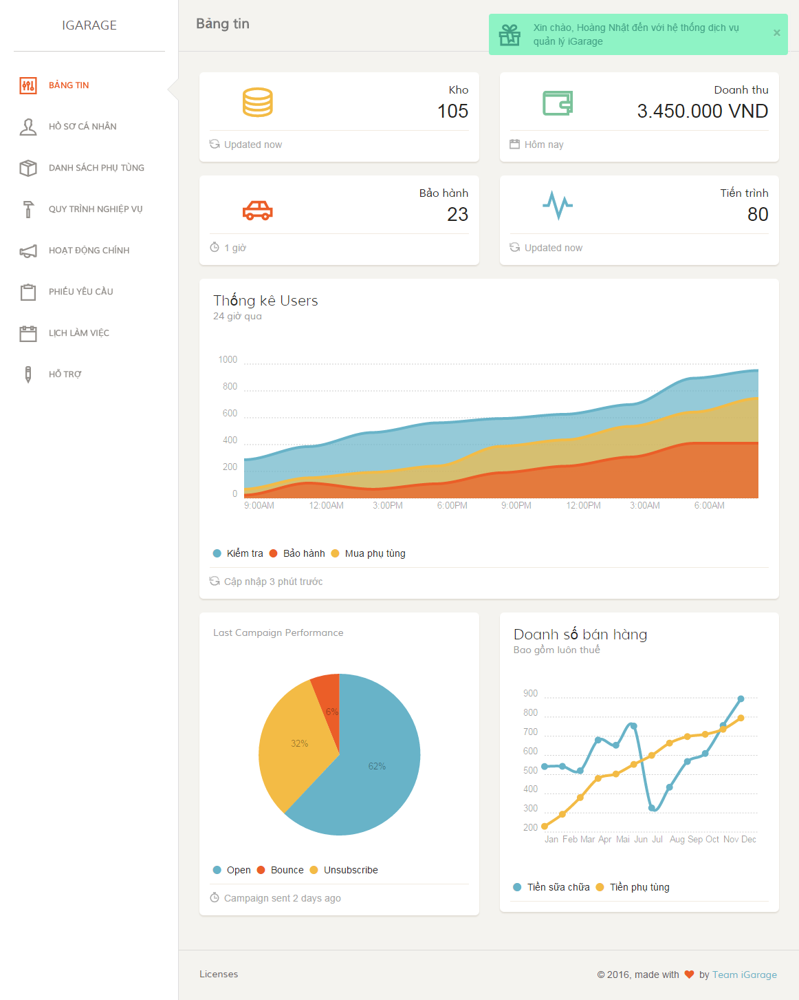 IGARAGE
BẢNG TIN
HỒ SƠ CÁ NHÂN
DANH SÁCH PHỤ TÙNG
QUY TRÌNH NGHIỆP VỤ
HOẠT ĐỘNG CHÍNH
PHIẾU YÊU CẦU
LỊCH LÀM VIỆC
HỖ TRỢ
Bảng tin
Xin chào, Hoàng Nhật đến với hệ thống dịch vụ
quản lý iGarage
×
Kho
105
Updated now
Doanh thu
3.450.000 VND
Hôm nay
Bảo hành
23
1 giờ
Tiến trình
80
Updated now
Thống kê Users
24 giờ qua
1000
800
600
400
200
0
9:00AM 12:00AM 3:00PM 6:00PM 9:00PM 12:00PM 3:00AM 6:00AM
Kiểm tra Bảo hành Mua phụ tùng
Cập nhập 3 phút trước
Last Campaign Performance
6%
32%
62%
Open Bounce Unsubscribe
Campaign sent 2 days ago
Doanh số bán hàng
Bao gồm luôn thuế
900
800
700
600
500
400
300
200
Jan Feb Mar Apr Mai Jun Jul Aug Sep Oct Nov Dec
Tiền sữa chữa Tiền phụ tùng
Licenses
© 2016, made with by Team iGarage